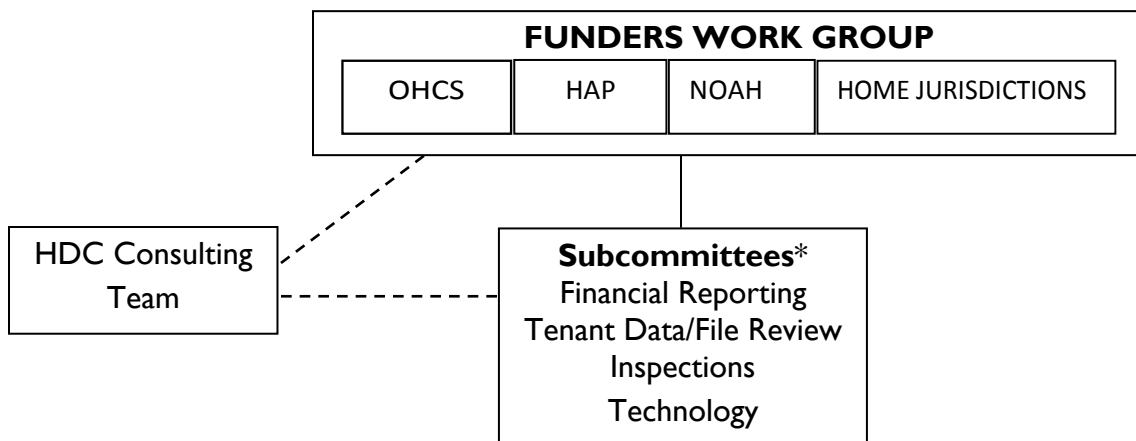 FUNDERS WORK GROUP
OHCS HAP NOAH HOME JURISDICTIONS
HDC Consulting
Team
Subcommittees*
Financial Reporting
Tenant Data/File Review
Inspections
Technology